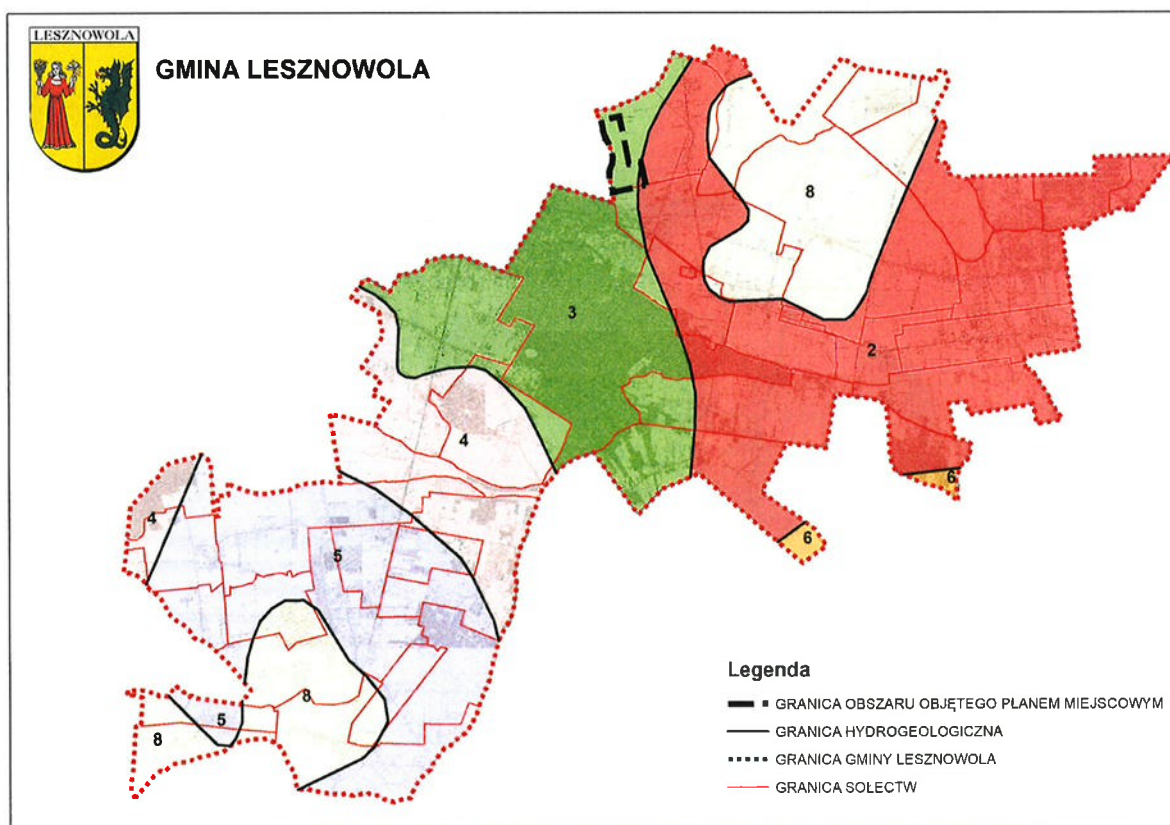 LESZNOWOLA
GMINA LESZNOWOLA
8
3
2
4
6
4
6
5
8
5
8
Legenda
GRANICA OBSZARU OBJĘTEGO PLANEM MIEJSCOWYM
GRANICA HYDROGEOLOGICZNA
GRANICA GMINY LESZNOWOLA
GRANICA SOŁECTW